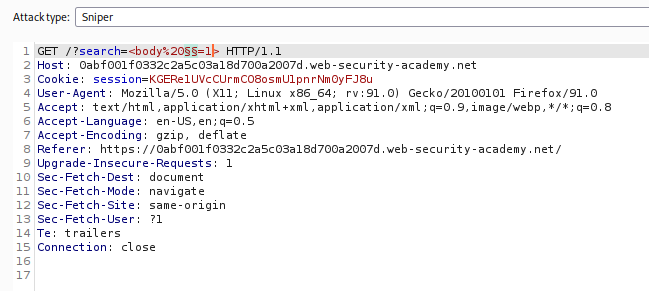 Attack type: Sniper
1 GET /?search=<body%20§§=1> HTTP/1.1
2 Host: 0abf001f0332c2a5c03a18d700a2007d.web-security-academy.net
3 Cookie: session=KGERe1UVcCUrmCO8osmU1pnrNm0yFJ8u
4 User-Agent: Mozilla/5.0 (X11; Linux x86_64; rv:91.0) Gecko/20100101 Firefox/91.0
5 Accept: text/html,application/xhtml+xml,application/xml;q=0.9,image/webp,*/*;q=0.8
6 Accept-Language: en-US,en;q=0.5
7 Accept-Encoding: gzip, deflate
8 Referer: https://0abf001f0332c2a5c03a18d700a2007d.web-security-academy.net/
9 Upgrade-Insecure-Requests: 1
10 Sec-Fetch-Dest: document
11 Sec-Fetch-Mode: navigate
12 Sec-Fetch-Site: same-origin
13 Sec-Fetch-User: ?1
14 Te: trailers
15 Connection: close
16
17